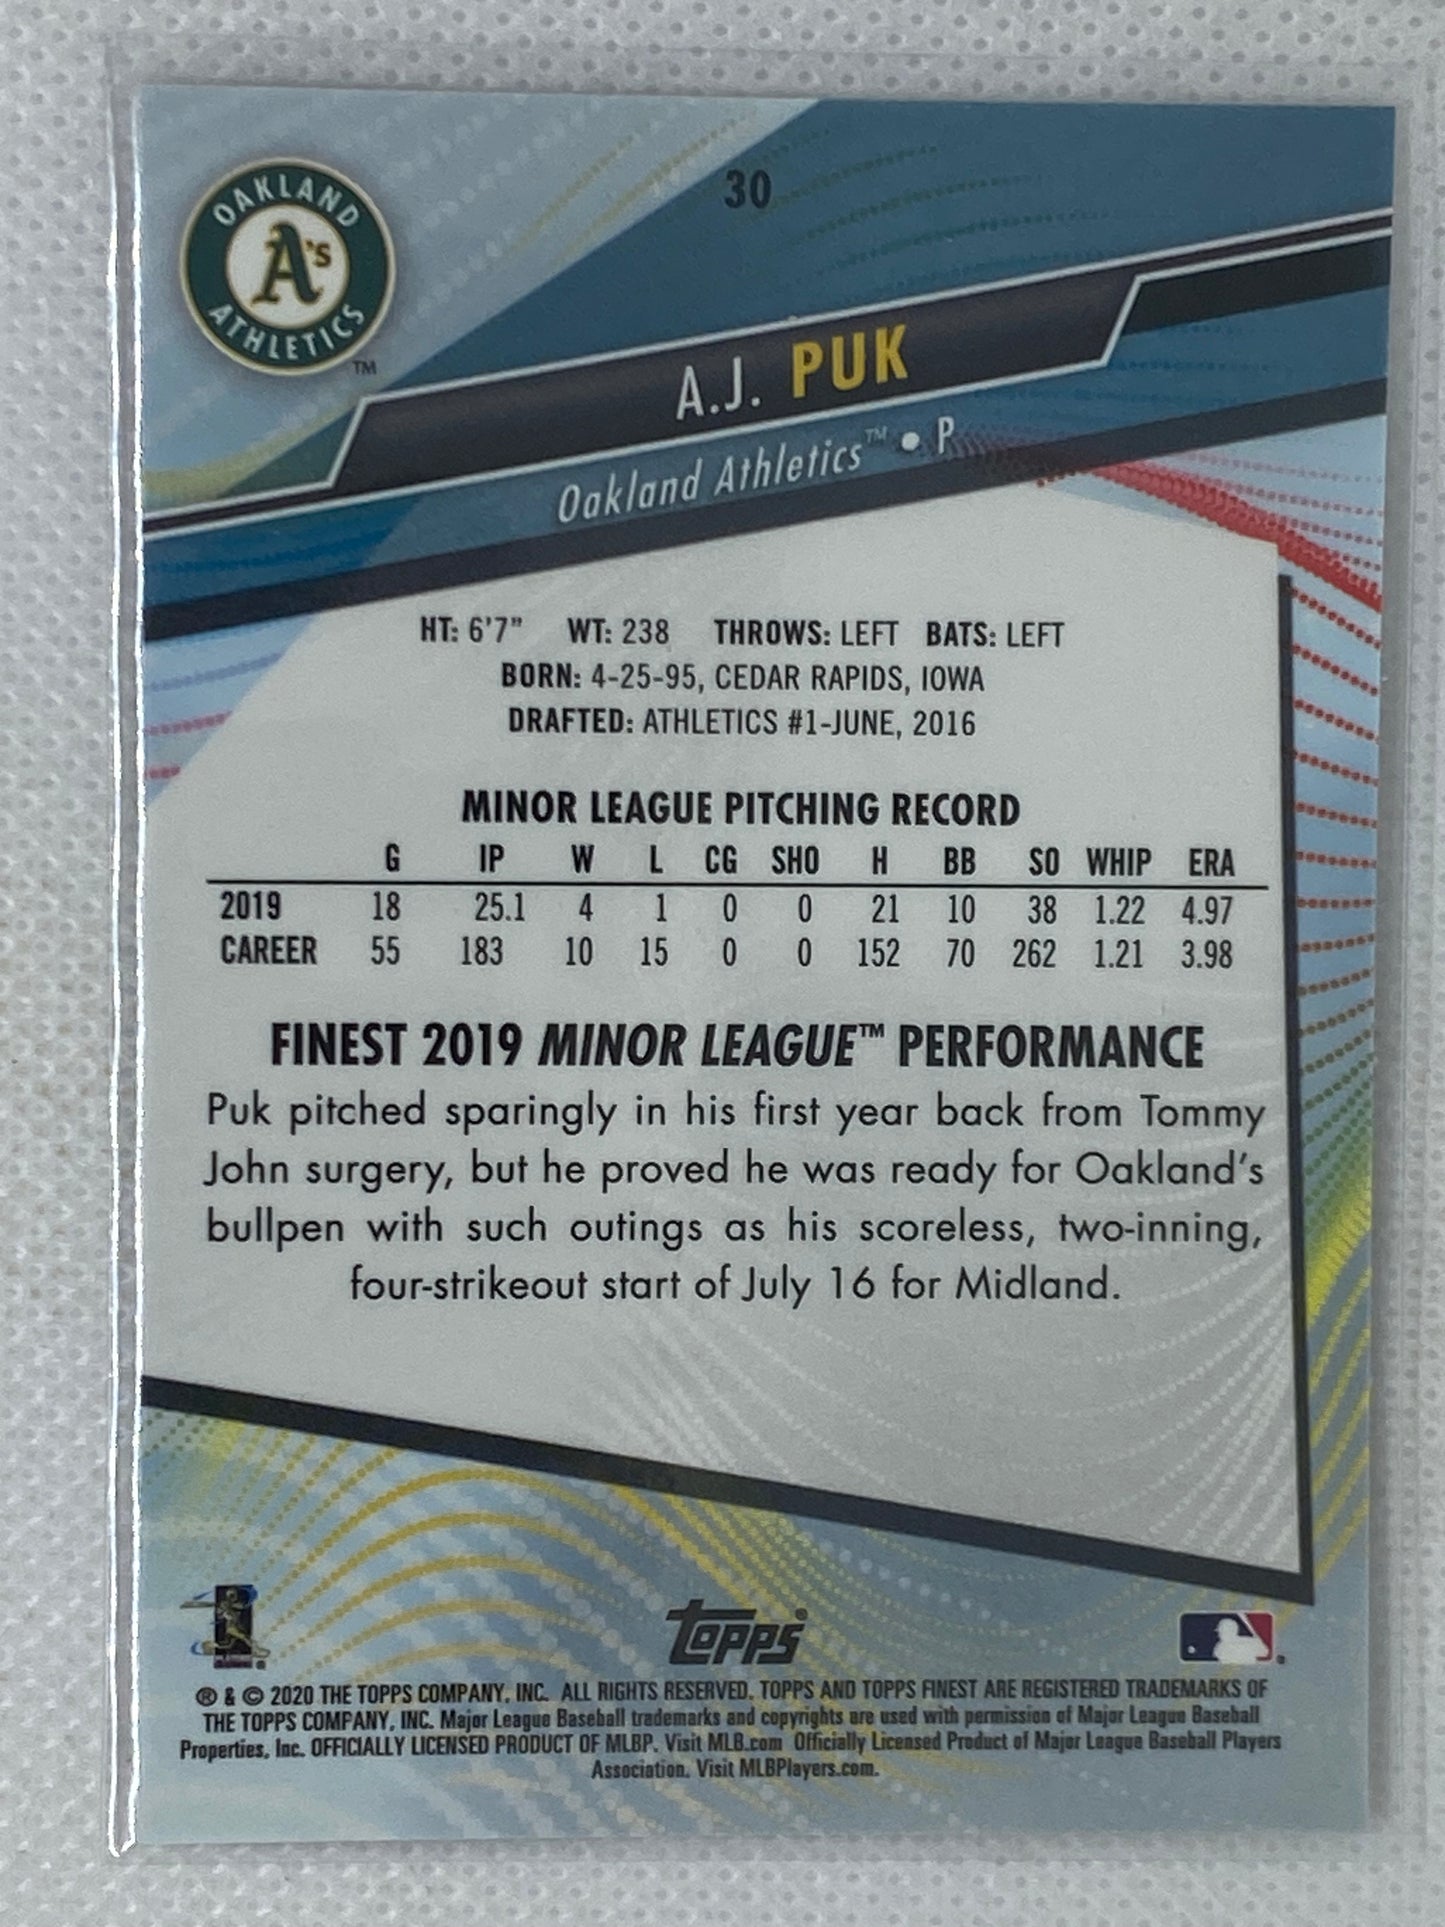 30
OAKLAND
A's
ATHLETICS
TM
A.J. PUK
Oakland Athletics™ • P
HT: 6'7" WT: 238 THROWS: LEFT BATS: LEFT
BORN: 4-25-95, CEDAR RAPIDS, IOWA
DRAFTED: ATHLETICS #1-JUNE, 2016
MINOR LEAGUE PITCHING RECORD
G IP W L CG SHO H BB SO WHIP ERA
2019 18 25.1 4 1 0 0 21 10 38 1.22 4.97
CAREER 55 183 10 15 0 0 152 70 262 1.21 3.98
FINEST 2019 MINOR LEAGUE™ PERFORMANCE
Puk pitched sparingly in his first year back from Tommy
John surgery, but he proved he was ready for Oakland's
bullpen with such outings as his scoreless, two-inning,
four-strikeout start of July 16 for Midland.
topps
® & © 2020 THE TOPPS COMPANY, INC. ALL RIGHTS RESERVED. TOPPS AND TOPPS FINEST ARE REGISTERED TRADEMARKS OF
THE TOPPS COMPANY, INC. Major League Baseball trademarks and copyrights are used with permission of Major League Baseball
Properties, Inc. OFFICIALLY LICENSED PRODUCT OF MLBP. Visit MLB.com Officially Licensed Product of Major League Baseball Players
Association. Visit MLBPlayers.com.